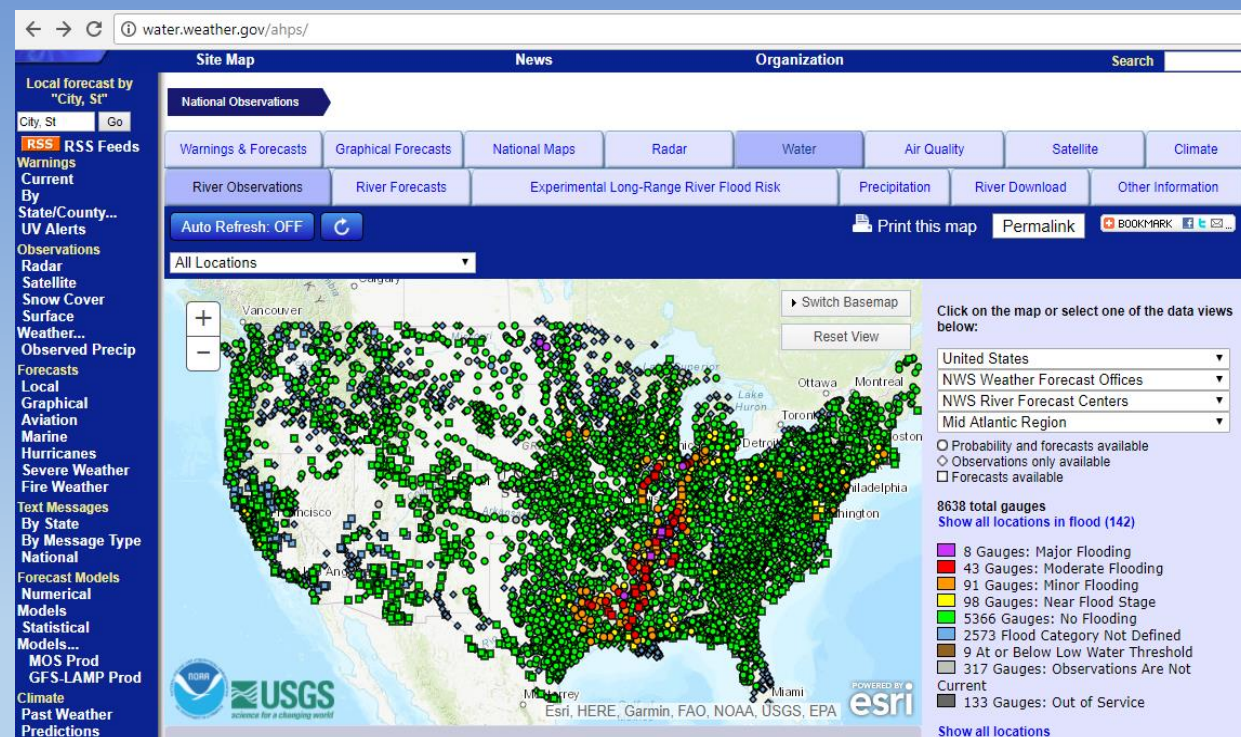 water.weather.gov/ahps/
Site Map
News
Organization
Search
Local forecast by
"City, St"
City, St
Go
RSS RSS Feeds
Warnings
Current
By
State/County...
UV Alerts
Observations
Radar
Satellite
Snow Cover
Surface
Weather...
Observed Precip
Forecasts
Local
Graphical
Aviation
Marine
Hurricanes
Severe Weather
Fire Weather
Text Messages
By State
By Message Type
National
Forecast Models
Numerical
Models
Statistical
Models...
MOS Prod
GFS-LAMP Prod
Climate
Past Weather
Predictions
National Observations
Warnings & Forecasts
Graphical Forecasts
National Maps
Radar
Water
Air Quality
Satellite
Climate
River Observations
River Forecasts
Experimental Long-Range River Flood Risk
Precipitation
River Download
Other Information
Auto Refresh: OFF
Print this map
Permalink
BOOKMARK
All Locations
Vancouver
+
−
Switch Basemap
Reset View
Ottawa
Montreal
Lake
Huron
Miami
NOAA
USGS
science for a changing world
Esri, HERE, Garmin, FAO, NOAA, USGS, EPA
POWERED BY
esri
Click on the map or select one of the data views
below:
United States
NWS Weather Forecast Offices
NWS River Forecast Centers
Mid Atlantic Region
Probability and forecasts available
Observations only available
Forecasts available
8638 total gauges
Show all locations in flood (142)
8 Gauges: Major Flooding
43 Gauges: Moderate Flooding
91 Gauges: Minor Flooding
98 Gauges: Near Flood Stage
5366 Gauges: No Flooding
2573 Flood Category Not Defined
9 At or Below Low Water Threshold
317 Gauges: Observations Are Not
Current
133 Gauges: Out of Service
Show all locations